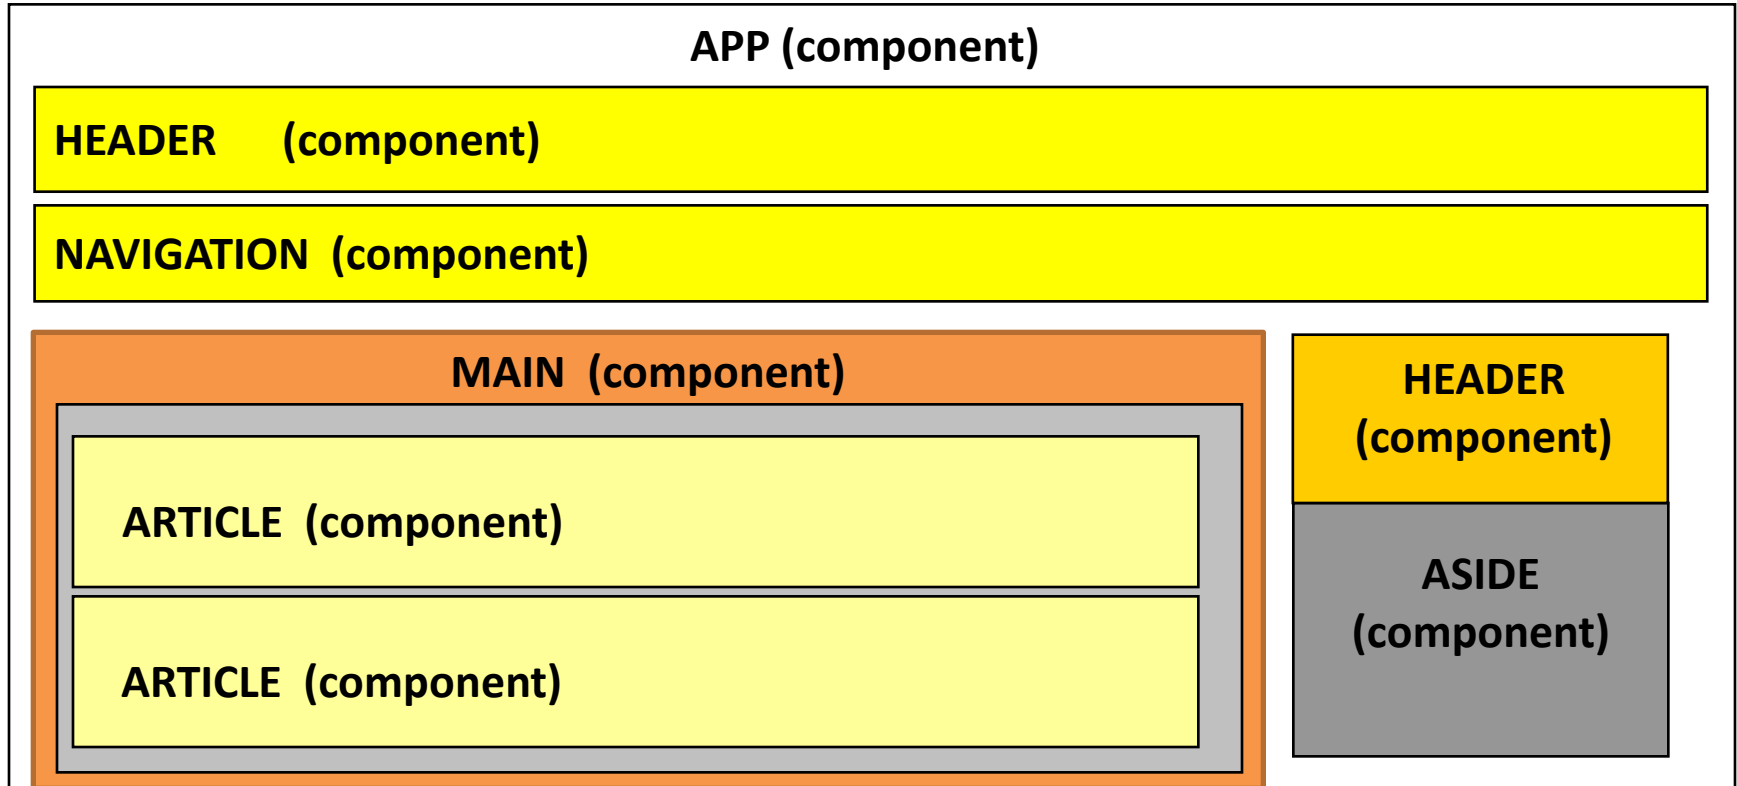 APP (component)
HEADER (component)
NAVIGATION (component)
MAIN (component)
ARTICLE (component)
ARTICLE (component)
HEADER
(component)
ASIDE
(component)